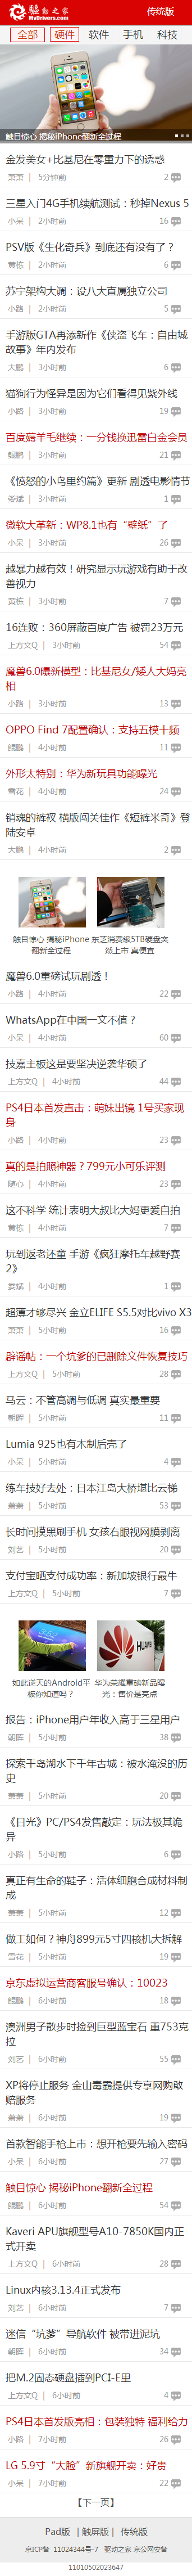 驱动之家
MyDrivers.com
传统版
全部 硬件 软件 手机 科技
触目惊心 揭秘iPhone翻新全过程
金发美女+比基尼在零重力下的诱惑
萧萧 | 5分钟前 2
三星入门4G手机续航测试：秒掉Nexus 5
小呆 | 2小时前 16
PSV版《生化奇兵》到底还有没有了？
黄栋 | 2小时前 6
苏宁架构大调：设八大直属独立公司
小路 | 2小时前 5
手游版GTA再添新作《侠盗飞车：自由城
故事》年内发布
大鹏 | 3小时前 6
猫狗行为怪异是因为它们看得见紫外线
小路 | 3小时前 19
百度薅羊毛继续：一分钱换迅雷白金会员
鲲鹏 | 3小时前 21
《愤怒的小鸟里约篇》更新 剧透电影情节
娄斌 | 3小时前 1
微软大革新：WP8.1也有“壁纸”了
小呆 | 3小时前 26
越暴力越有效！研究显示玩游戏有助于改
善视力
黄栋 | 3小时前 7
16连败：360屏蔽百度广告 被罚23万元
上方文Q | 3小时前 54
魔兽6.0曝新模型：比基尼女/矮人大妈亮
相
小路 | 3小时前 13
OPPO Find 7配置确认：支持五模十频
鲲鹏 | 4小时前 11
外形太特别：华为新玩具功能曝光
雪花 | 4小时前 24
销魂的裤衩 横版闯关佳作《短裤米奇》登
陆安卓
大鹏 | 4小时前 2
触目惊心 揭秘iPhone
翻新全过程
东芝消费级5TB硬盘突
然上市 真便宜
魔兽6.0重磅试玩剧透！
小路 | 4小时前 22
WhatsApp在中国一文不值？
小呆 | 4小时前 60
技嘉主板这是要坚决逆袭华硕了
上方文Q | 4小时前 44
PS4日本首发直击：萌妹出镜 1号买家现
身
小路 | 4小时前 23
真的是拍照神器？799元小可乐评测
随心 | 4小时前 23
这不科学 统计表明大叔比大妈更爱自拍
黄栋 | 4小时前 7
玩到返老还童 手游《疯狂摩托车越野赛
2》
娄斌 | 4小时前 1
超薄才够尽兴 金立ELIFE S5.5对比vivo X3
萧萧 | 5小时前 16
辟谣帖：一个坑爹的已删除文件恢复技巧
上方文Q | 5小时前 28
马云：不管高调与低调 真实最重要
朝晖 | 5小时前 11
Lumia 925也有木制后壳了
小呆 | 5小时前 4
练车技好去处：日本江岛大桥堪比云梯
萧萧 | 5小时前 53
长时间摸黑刷手机 女孩右眼视网膜剥离
刘艺 | 5小时前 20
支付宝晒支付成功率：新加坡银行最牛
上方文Q | 5小时前 7
如此逆天的Android平
板你知道吗？
华为荣耀重磅新品曝
光：售价是亮点
报告：iPhone用户年收入高于三星用户
朝晖 | 5小时前 38
探索千岛湖水下千年古城：被水淹没的历
史
萧萧 | 5小时前 20
《日光》PC/PS4发售敲定：玩法极其诡
异
小路 | 5小时前 6
真正有生命的鞋子：活体细胞合成材料制
成
萧萧 | 5小时前 12
做工如何？神舟899元5寸四核机大拆解
雪花 | 5小时前 19
京东虚拟运营商客服号确认：10023
鲲鹏 | 6小时前 18
澳洲男子散步时捡到巨型蓝宝石 重753克
拉
刘艺 | 6小时前 55
XP将停止服务 金山毒霸提供专享网购敢
赔服务
萧萧 | 6小时前 19
首款智能手枪上市：想开枪要先输入密码
小呆 | 6小时前 27
触目惊心 揭秘iPhone翻新全过程
鲲鹏 | 6小时前 54
Kaveri APU旗舰型号A10-7850K国内正
式开卖
上方文Q | 6小时前 28
Linux内核3.13.4正式发布
刘艺 | 6小时前 7
迷信“坑爹”导航软件 被带进泥坑
朝晖 | 6小时前 34
把M.2固态硬盘插到PCI-E里
上方文Q | 6小时前 4
PS4日本首发版亮相：包装独特 福利给力
小路 | 7小时前 26
LG 5.9寸“大脸”新旗舰开卖：好贵
小呆 | 7小时前 22
【下一页】
Pad版 | 触屏版 | 传统版
京ICP备 11024344号-7 驱动之家 京公网安备
11010502023647